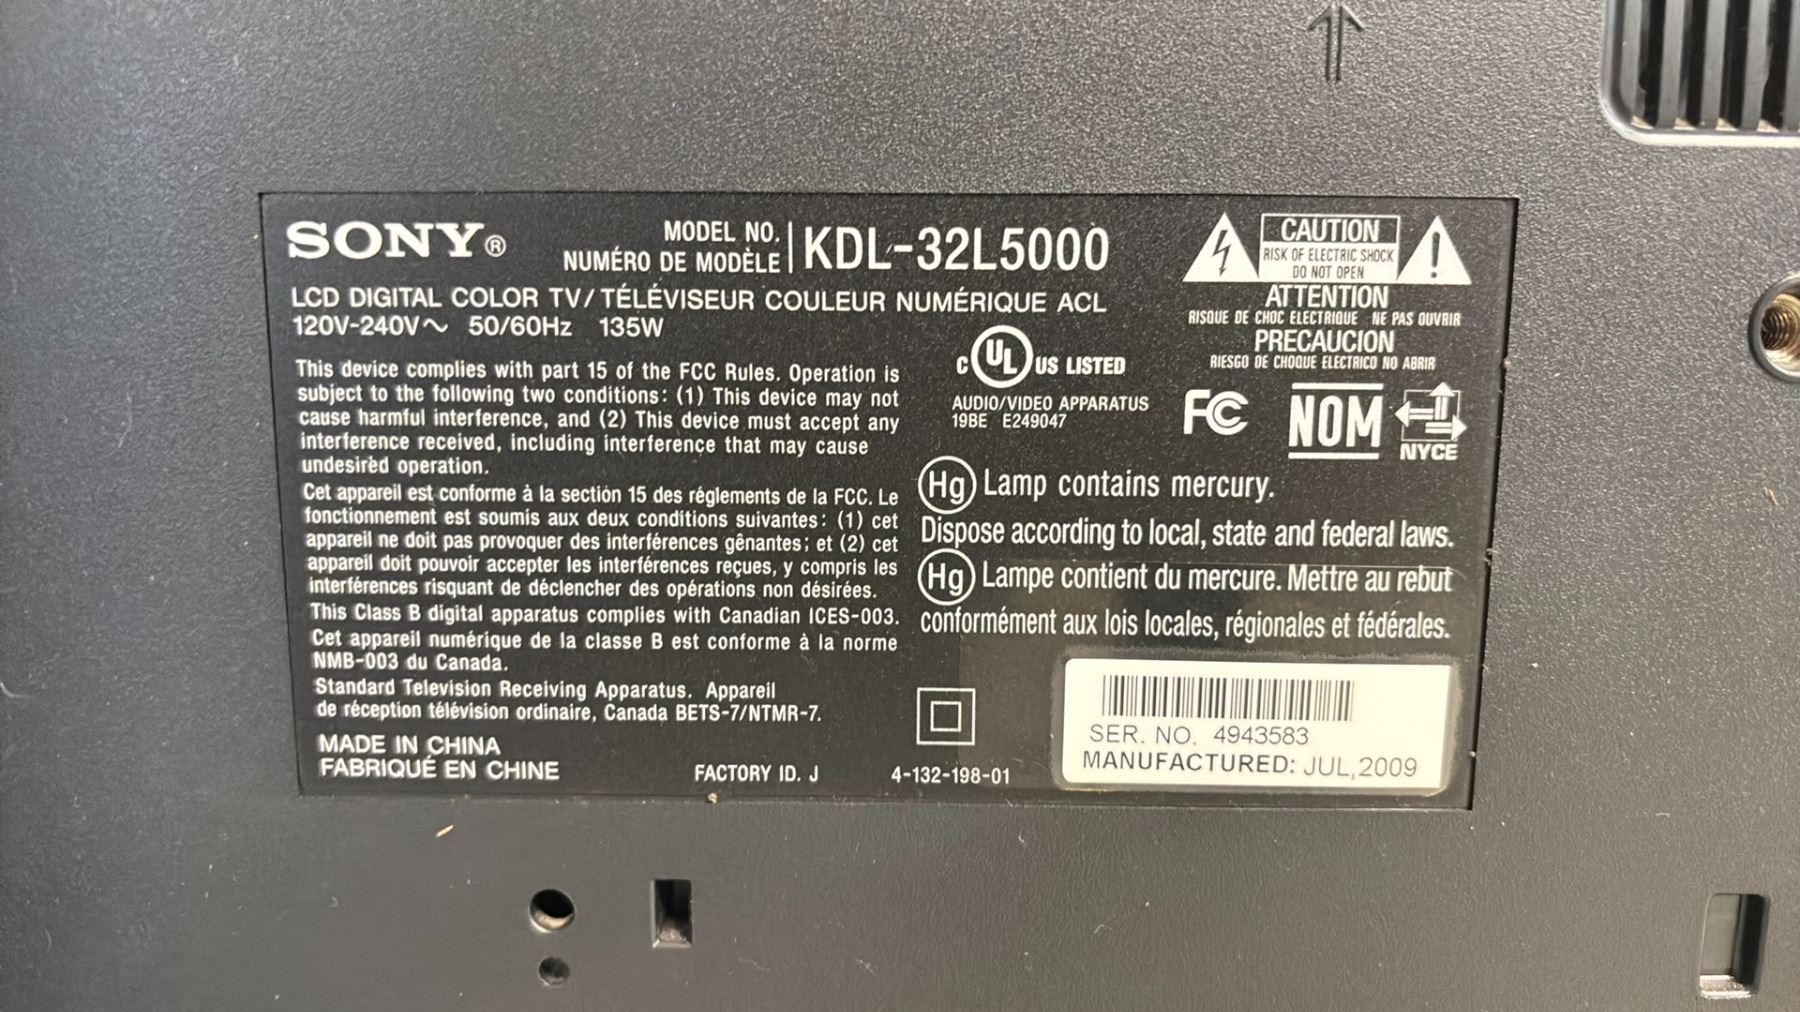 SONY®
MODEL NO.
NUMÉRO DE MODÈLE
KDL-32L5000
LCD DIGITAL COLOR TV/TÉLÉVISEUR COULEUR NUMÉRIQUE ACL
120V-240V~ 50/60Hz 135W
This device complies with part 15 of the FCC Rules. Operation is
subject to the following two conditions: (1) This device may not
cause harmful interference, and (2) This device must accept any
interference received, including interference that may cause
undesired operation.
Cet appareil est conforme à la section 15 des réglements de la FCC. Le
fonctionnement est soumis aux deux conditions suivantes: (1) cet
appareil ne doit pas provoquer des interférences gênantes; et (2) cet
appareil doit pouvoir accepter les interférences reçues, y compris les
interférences risquant de déclencher des opérations non désirées.
This Class B digital apparatus complies with Canadian ICES-003.
Cet appareil numérique de la classe B est conforme à la norme
NMB-003 du Canada.
Standard Television Receiving Apparatus. Appareil
de réception télévision ordinaire, Canada BETS-7/NTMR-7.
MADE IN CHINA
FABRIQUÉ EN CHINE
FACTORY ID. J
4-132-198-01
CAUTION
RISK OF ELECTRIC SHOCK
DO NOT OPEN
ATTENTION
RISQUE DE CHOC ELECTRIQUE NE PAS OUVRIR
PRECAUCION
RIESGO DE CHOQUE ELECTRICO NO ABRIR
C UL US LISTED
AUDIO/VIDEO APPARATUS
19BE E249047
FC
NOM
NYCE
Hg Lamp contains mercury.
Dispose according to local, state and federal laws.
Hg Lampe contient du mercure. Mettre au rebut
conformément aux lois locales, régionales et fédérales.
SER. NO. 4943583
MANUFACTURED: JUL,2009